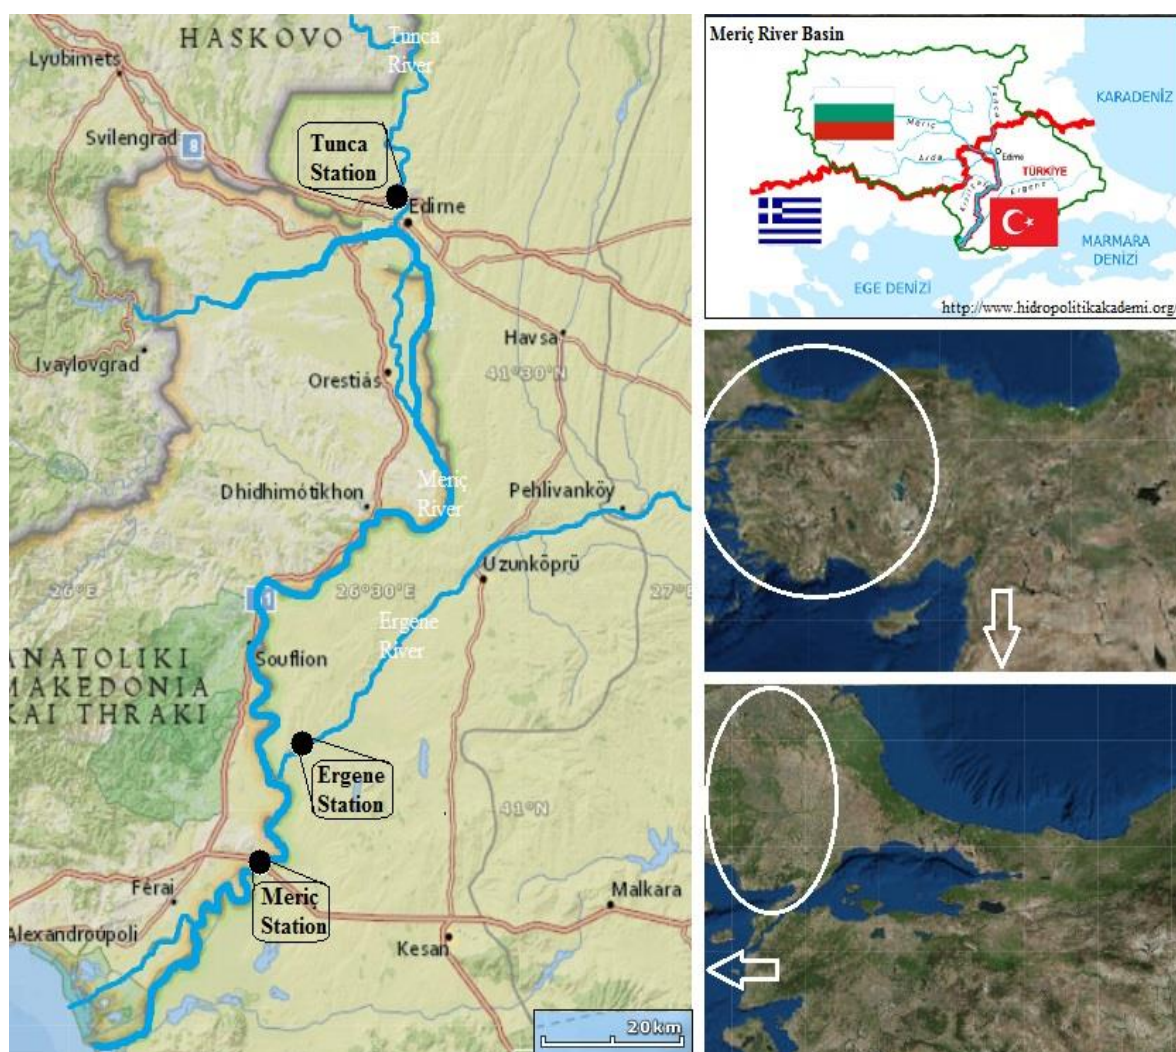 HASKOVO
Tunca
River
Lyubimets
Svilengrad
8
Tunca
Station
Edirne
Ivaylovgrad
Havsa
Orestiás
41°30'N
Dhidhimótikhon
Meriç
River
Pehlivanköy
Uzunköprü
26°E
26°30'E
27°E
Ergene
River
Souflion
ANATOLIKI
MAKEDONIA
KAI THRAKI
Ergene
Station
41°N
Férai
Meriç
Station
Malkara
Alexandroúpoli
Kesan
20km
Meriç River Basin
KARADENİZ
Tunca
Meriç
Arda
Edirne
TÜRKİYE
Ergene
MARMARA
DENİZİ
EGE DENİZİ
http://www.hidropolitikakademi.org/